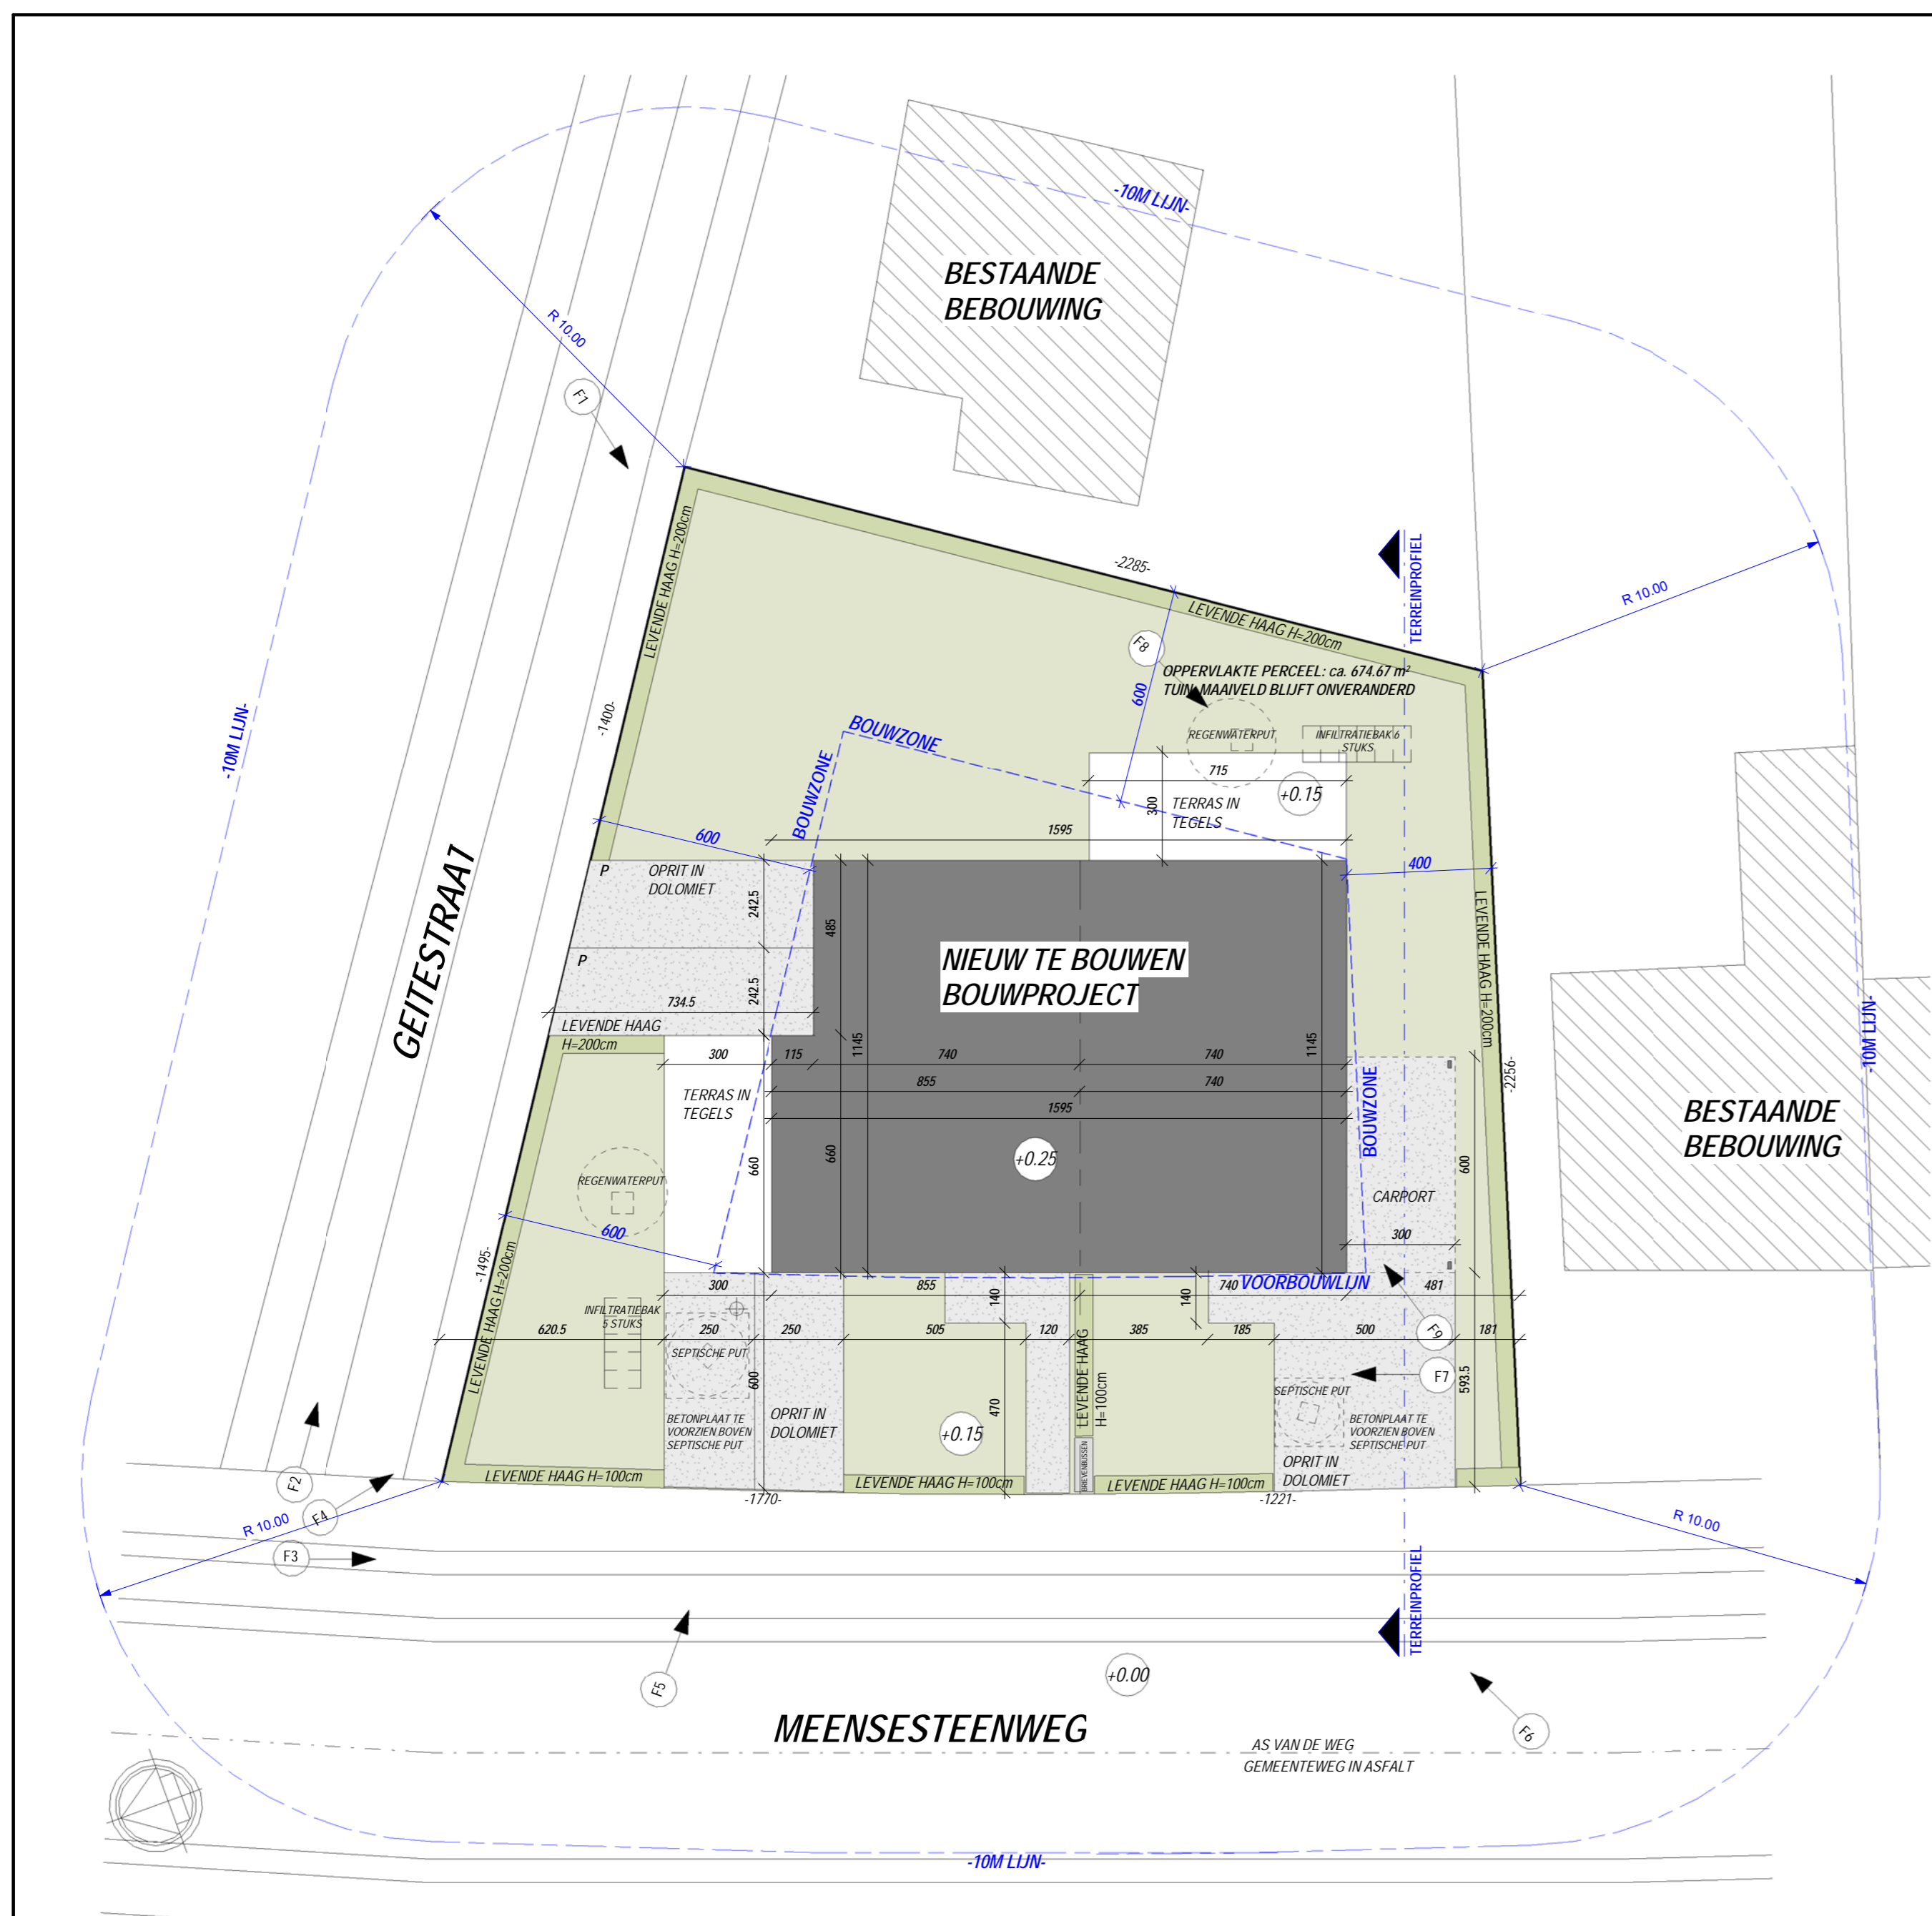 -10M LIJN-
BESTAANDE
BEBOUWING
R 10.00
F1
LEVENDE HAAG H=200cm
-2285-
LEVENDE HAAG H=200cm
TERREINPROFIEL
R 10.00
F8
OPPERVLAKTE PERCEEL: ca. 674.67 m²
TUIN: MAAIVELD BLIJFT ONVERANDERD
600
-10M LIJN-
-1400-
BOUWZONE
BOUWZONE
REGENWATERPUT
INFILTRATIEBAK 6
STUKS
715
+0.15
300
TERRAS IN
TEGELS
1595
600
400
GEITESTRAAT
P
OPRIT IN
DOLOMIET
242.5
485
NIEUW TE BOUWEN
BOUWPROJECT
LEVENDE HAAG H=200cm
P
242.5
734.5
LEVENDE HAAG
H=200cm
1145
1145
-10M LIJN-
300
115
740
740
-2256-
855
740
TERRAS IN
TEGELS
1595
BOUWZONE
BESTAANDE
BEBOUWING
660
660
+0.25
600
REGENWATERPUT
CARPORT
600
300
-1495-
LEVENDE HAAG H=200cm
VOORBOUWLIJN
300
855
140
740
140
481
INFILTRATIEBAK
5 STUKS
620.5
250
250
505
120
385
185
500
181
F9
SEPTISCHE PUT
600
LEVENDE HAAG
H=100cm
F7
593.5
SEPTISCHE PUT
470
BETONPLAAT TE
VOORZIEN BOVEN
SEPTISCHE PUT
OPRIT IN
DOLOMIET
+0.15
BETONPLAAT TE
VOORZIEN BOVEN
SEPTISCHE PUT
BRIEVENBUSSEN
OPRIT IN
DOLOMIET
LEVENDE HAAG H=100cm
LEVENDE HAAG H=100cm
LEVENDE HAAG H=100cm
F2
F4
-1770-
-1221-
R 10.00
R 10.00
F3
TERREINPROFIEL
F5
+0.00
MEENSESTEENWEG
F6
AS VAN DE WEG
GEMEENTEWEG IN ASFALT
-10M LIJN-